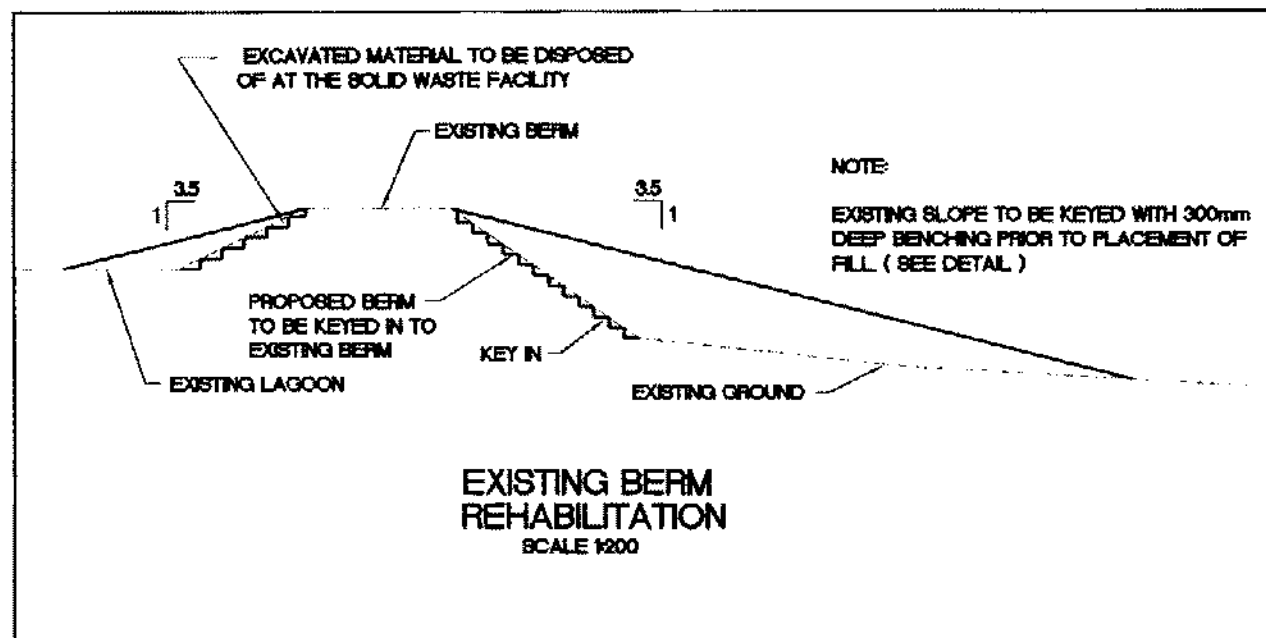 EXCAVATED MATERIAL TO BE DISPOSED
OF AT THE SOLID WASTE FACILITY
EXISTING BERM
3.5
1
3.5
1
NOTE:
EXISTING SLOPE TO BE KEYED WITH 300mm
DEEP BENCHING PRIOR TO PLACEMENT OF
FILL ( SEE DETAIL )
PROPOSED BERM
TO BE KEYED IN TO
EXISTING BERM
KEY IN
EXISTING LAGOON
EXISTING GROUND
EXISTING BERM
REHABILITATION
SCALE 1:200